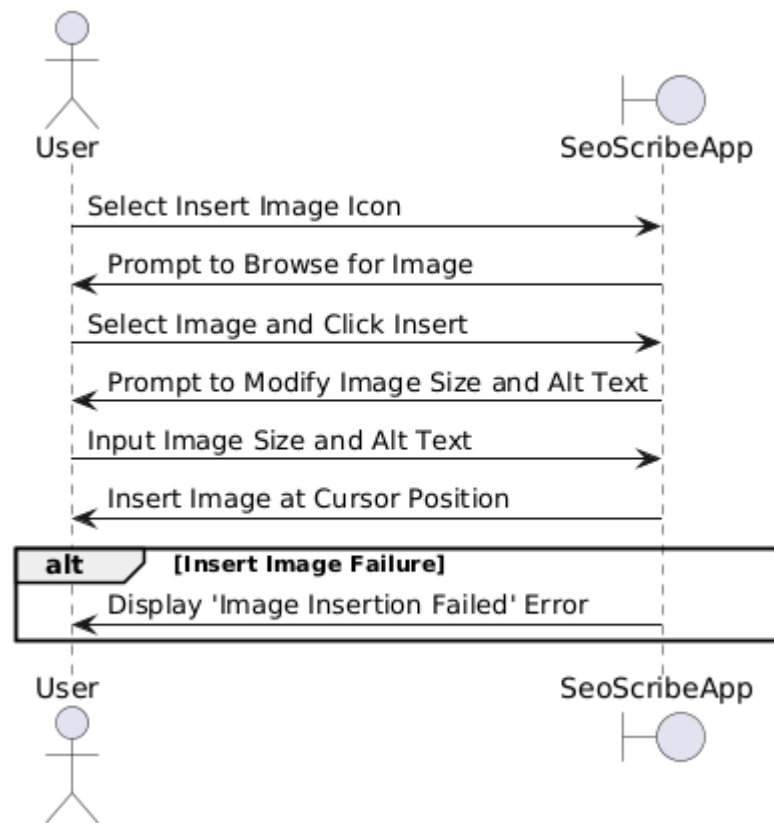 User
SeoScribeApp
Select Insert Image Icon
Prompt to Browse for Image
Select Image and Click Insert
Prompt to Modify Image Size and Alt Text
Input Image Size and Alt Text
Insert Image at Cursor Position
alt [Insert Image Failure]
Display 'Image Insertion Failed' Error
User
SeoScribeApp